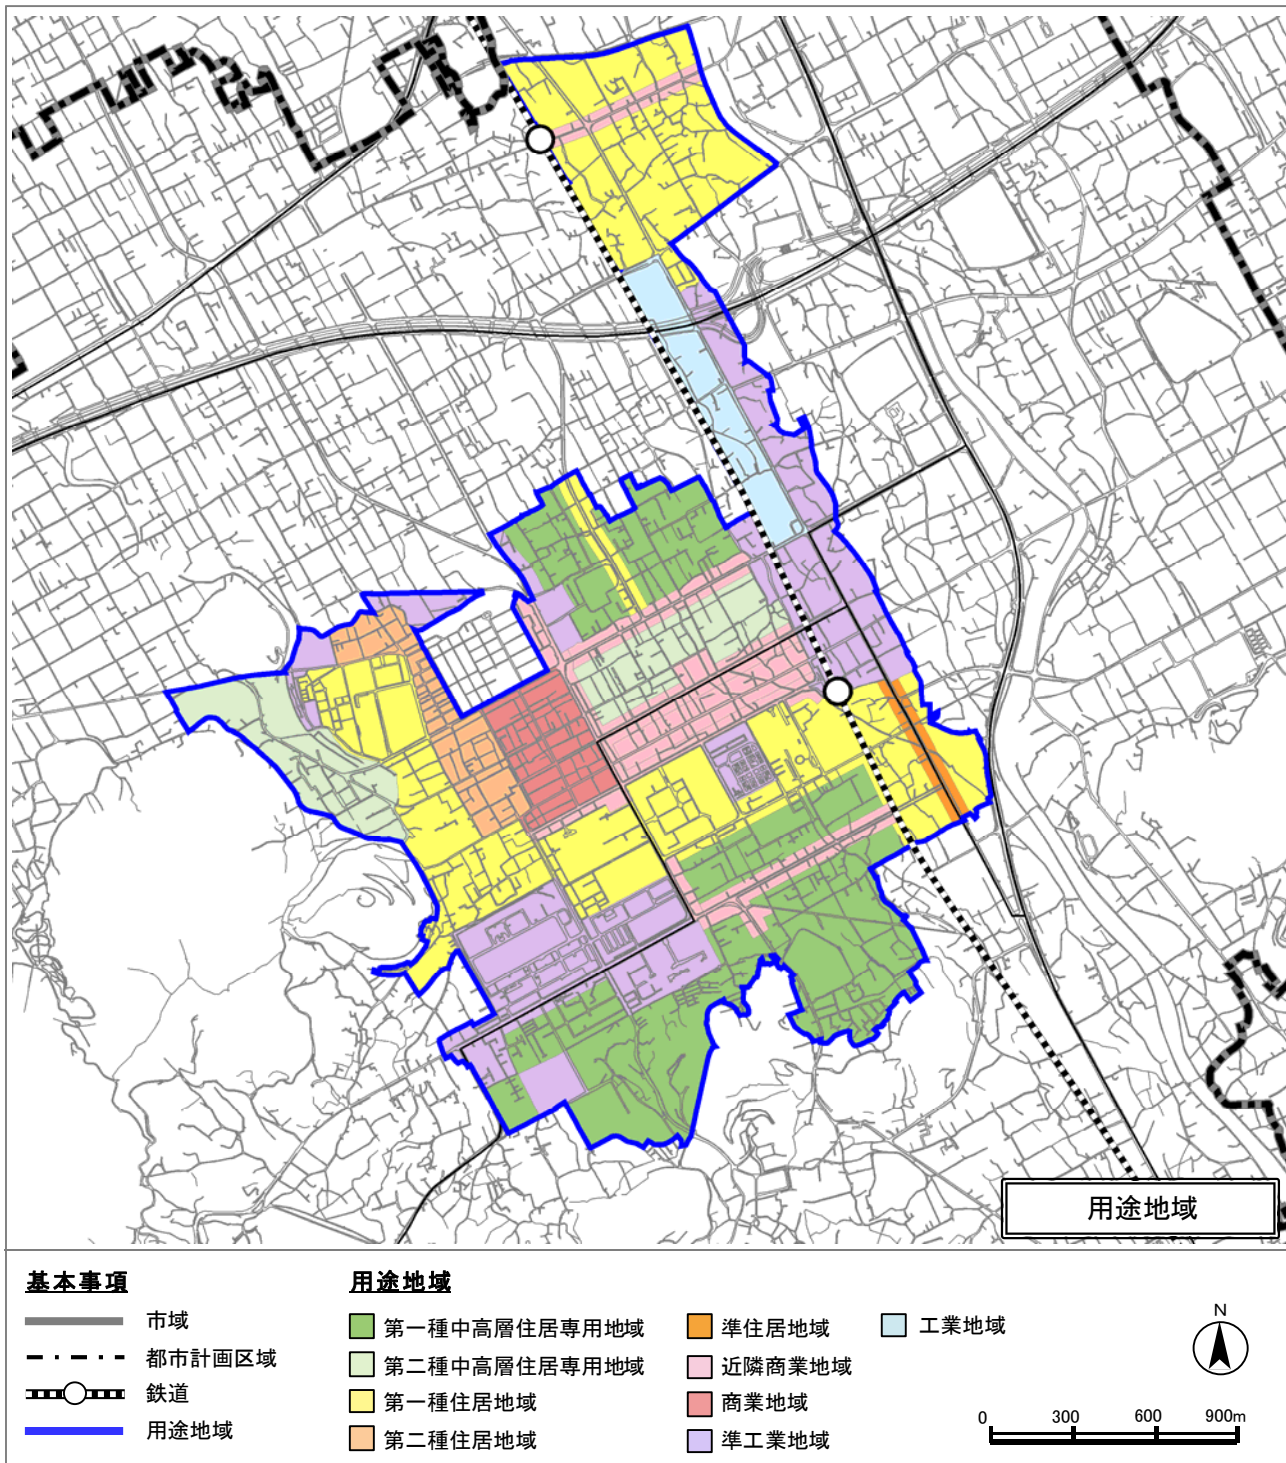 用途地域
基本事項
市域
都市計画区域
鉄道
用途地域
用途地域
第一種中高層住居専用地域
第二種中高層住居専用地域
第一種住居地域
第二種住居地域
準住居地域
近隣商業地域
商業地域
準工業地域
工業地域
N
0 300 600 900m